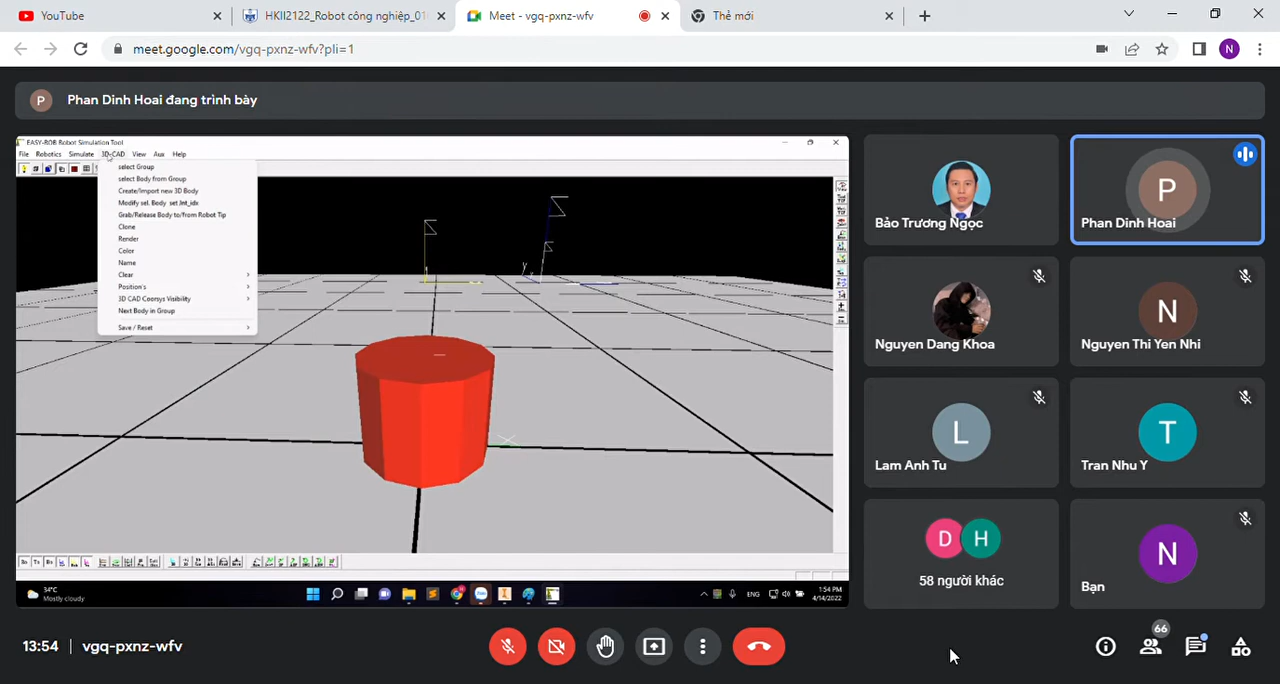 YouTube
HKII2122_Robot công nghiệp_01
Meet - vgq-pxnz-wfv
Thẻ mới
meet.google.com/vgq-pxnz-wfv?pli=1
N
P
Phan Dinh Hoai đang trình bày
EASY-ROB Robot Simulation Tool
File Robotics Simulate 3D-CAD View Aux Help
select Group
select Body from Group
Create/Import new 3D Body
Modify sel. Body set Jnt_idx
Grab/Release Body to/from Robot Tip
Clone
Render
Color
Name
Clear
Position's
3D CAD Coorsys Visibility
Next Body in Group
Save / Reset
34°C
Mostly cloudy
ENG
1:54 PM
4/14/2022
Bảo Trương Ngọc
P
Phan Dinh Hoai
Nguyen Dang Khoa
N
Nguyen Thi Yen Nhi
L
Lam Anh Tu
T
Tran Nhu Y
D H
58 người khác
N
Bạn
13:54 | vgq-pxnz-wfv
66